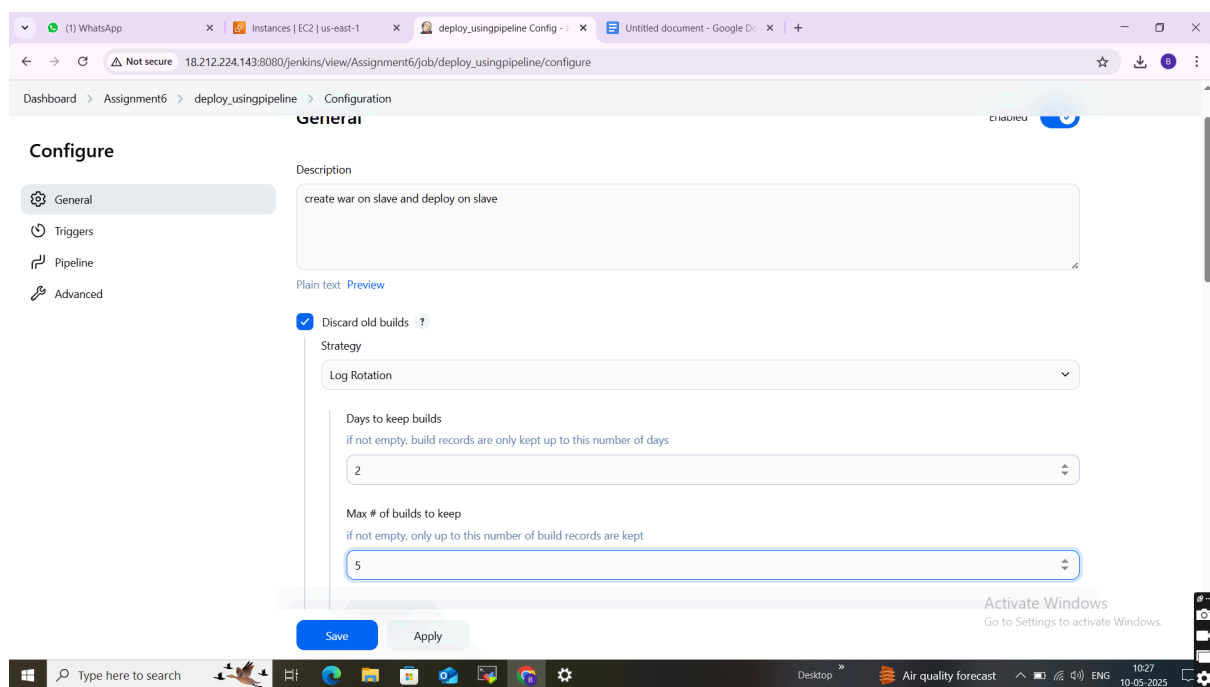 (1) WhatsApp
Instances | EC2 | us-east-1
deploy_usingpipeline Config - J
Untitled document - Google Do
Not secure
18.212.224.143:8080/jenkins/view/Assignment6/job/deploy_usingpipeline/configure
B
Dashboard > Assignment6 > deploy_usingpipeline > Configuration
General
Enabled
Configure
General
Triggers
Pipeline
Advanced
Description
create war on slave and deploy on slave
Plain text Preview
Discard old builds ?
Strategy
Log Rotation
Days to keep builds
if not empty, build records are only kept up to this number of days
2
Max # of builds to keep
if not empty, only up to this number of build records are kept
5
Save
Apply
Activate Windows
Go to Settings to activate Windows.
Type here to search
Desktop
»
Air quality forecast
ENG
10:27
10-05-2025